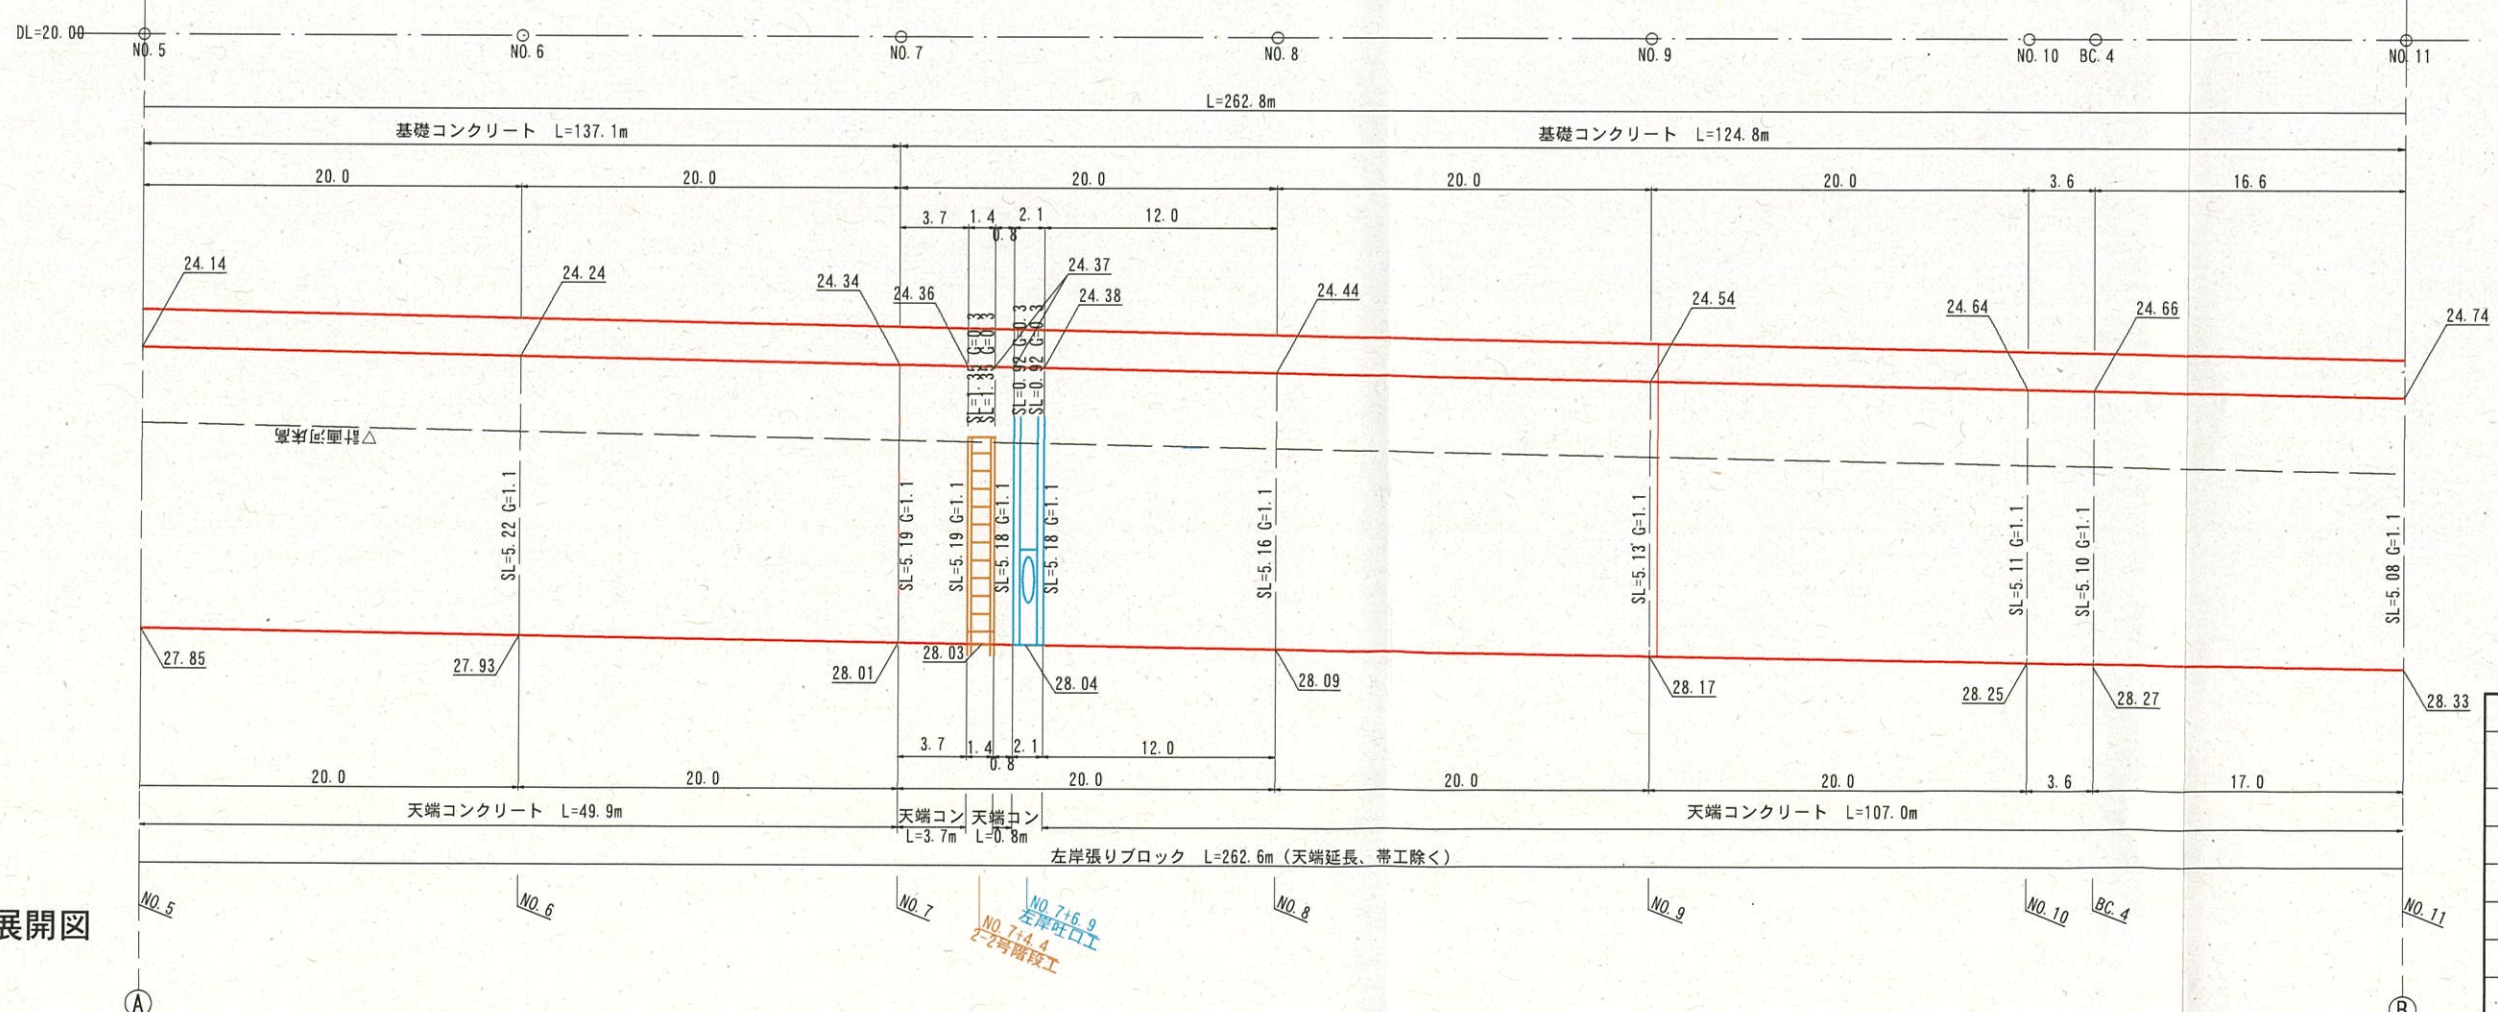 DL=20.00
NO.5
NO.6
NO.7
NO.8
NO.9
NO.10
BC.4
NO.11
L=262.8m
基礎コンクリート L=137.1m
基礎コンクリート L=124.8m
20.0
20.0
20.0
20.0
20.0
3.6
16.6
3.7
1.4
0.8
2.1
12.0
24.14
24.24
24.34
24.36
24.37
24.38
24.44
24.54
24.64
24.66
24.74
SL=1.35 G=0.3
SL=1.35 G=0.3
SL=0.92 G=0.3
SL=0.92 G=0.3
▽計画河床高
SL=5.22 G=1.1
SL=5.19 G=1.1
SL=5.19 G=1.1
SL=5.18 G=1.1
SL=5.18 G=1.1
SL=5.16 G=1.1
SL=5.13 G=1.1
SL=5.11 G=1.1
SL=5.10 G=1.1
SL=5.08 G=1.1
27.85
27.93
28.01
28.03
28.04
28.09
28.17
28.25
28.27
28.33
3.7
1.4
0.8
2.1
12.0
20.0
20.0
20.0
20.0
20.0
3.6
17.0
天端コンクリート L=49.9m
天端コン
L=3.7m
天端コン
L=0.8m
天端コンクリート L=107.0m
左岸張りブロック L=262.6m（天端延長、帯工除く）
NO.5
NO.6
NO.7
NO.7+4.4
2-2号階段工
NO.7+6.9
左岸吐口工
NO.8
NO.9
NO.10
BC.4
NO.11
展開図
A
B